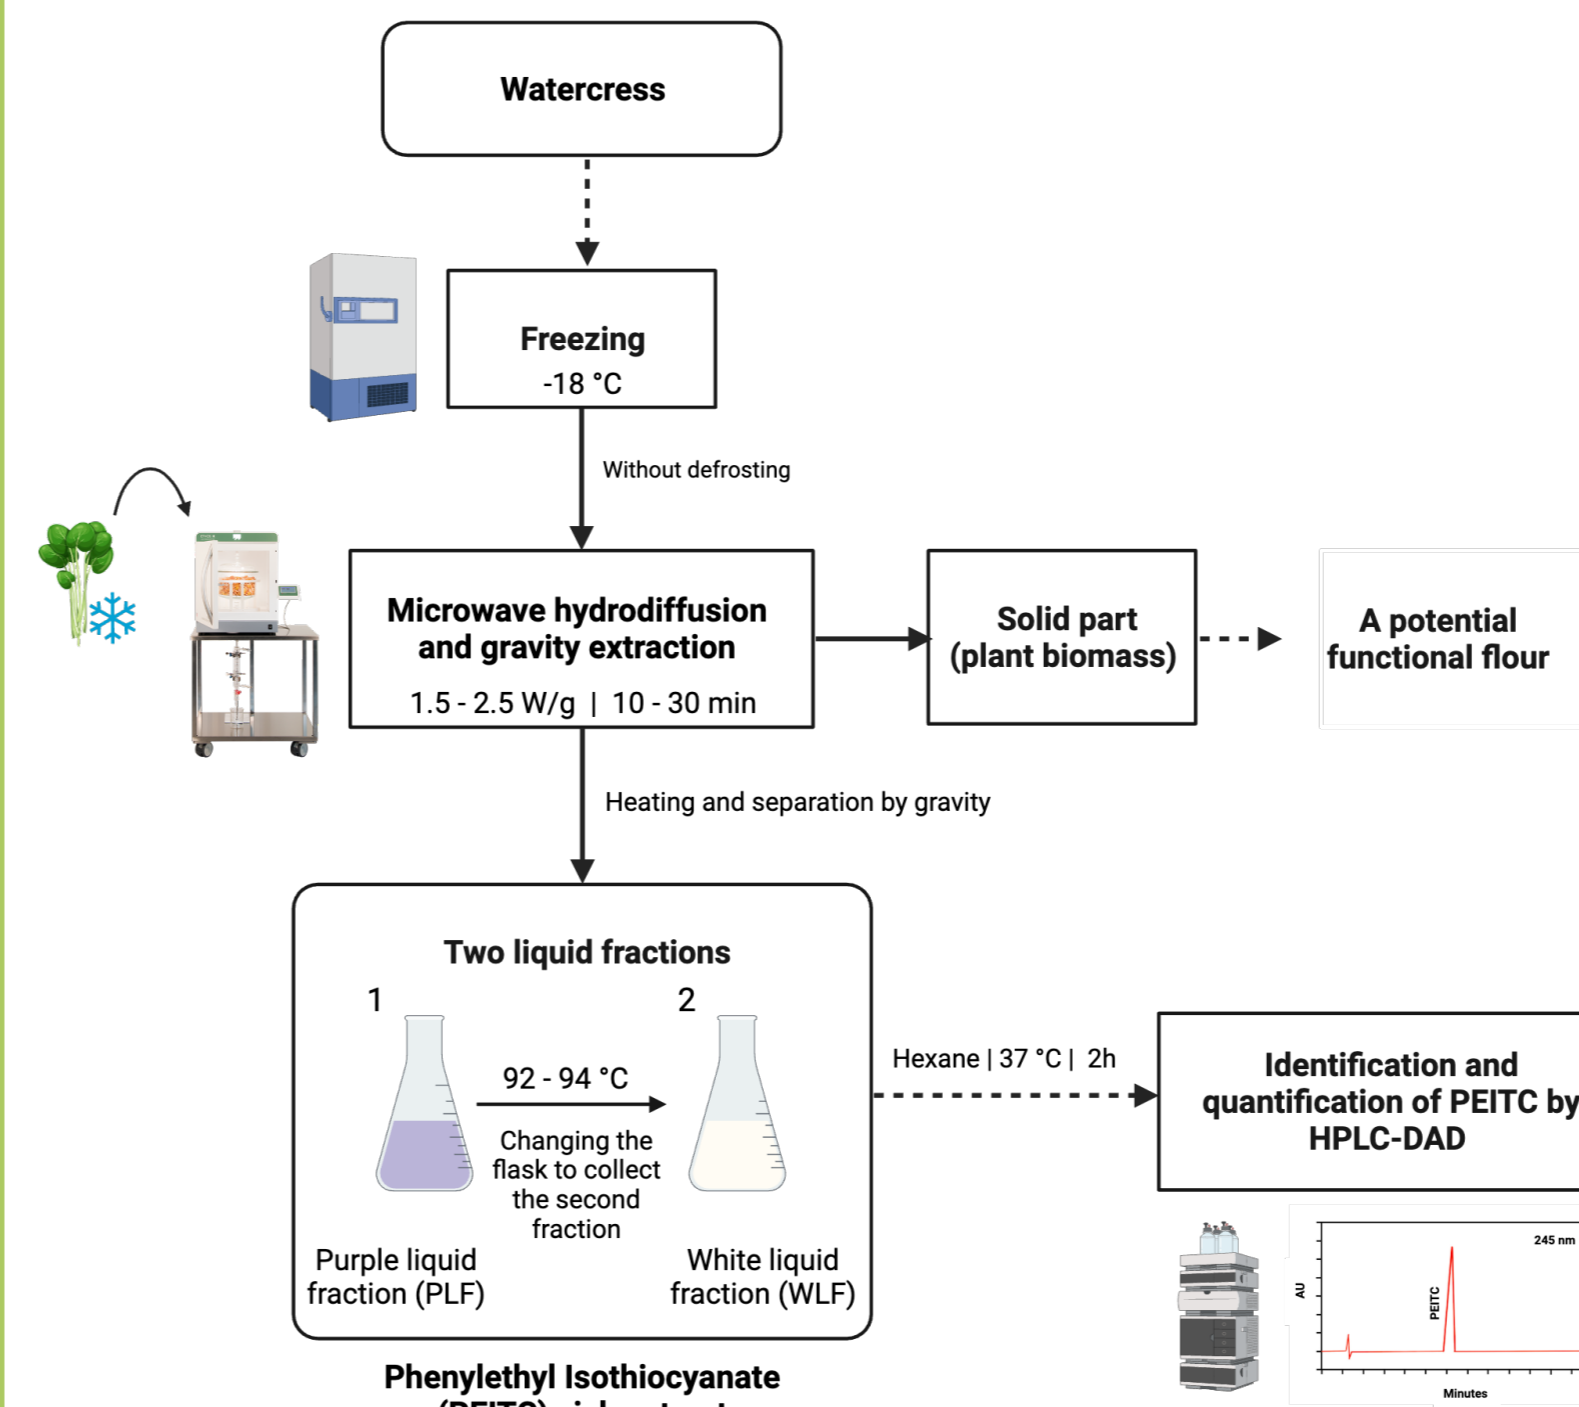 Watercress
Freezing
-18 °C
Without defrosting
Microwave hydrodiffusion
and gravity extraction
1.5 - 2.5 W/g | 10 - 30 min
Solid part
(plant biomass)
A potential
functional flour
Heating and separation by gravity
Two liquid fractions
1
2
92 - 94 °C
Changing the
flask to collect
the second
fraction
Purple liquid
fraction (PLF)
White liquid
fraction (WLF)
Hexane | 37 °C | 2h
Identification and
quantification of PEITC by
HPLC-DAD
245 nm
AU
PEITC
Minutes
Phenylethyl Isothiocyanate
(PEITC)